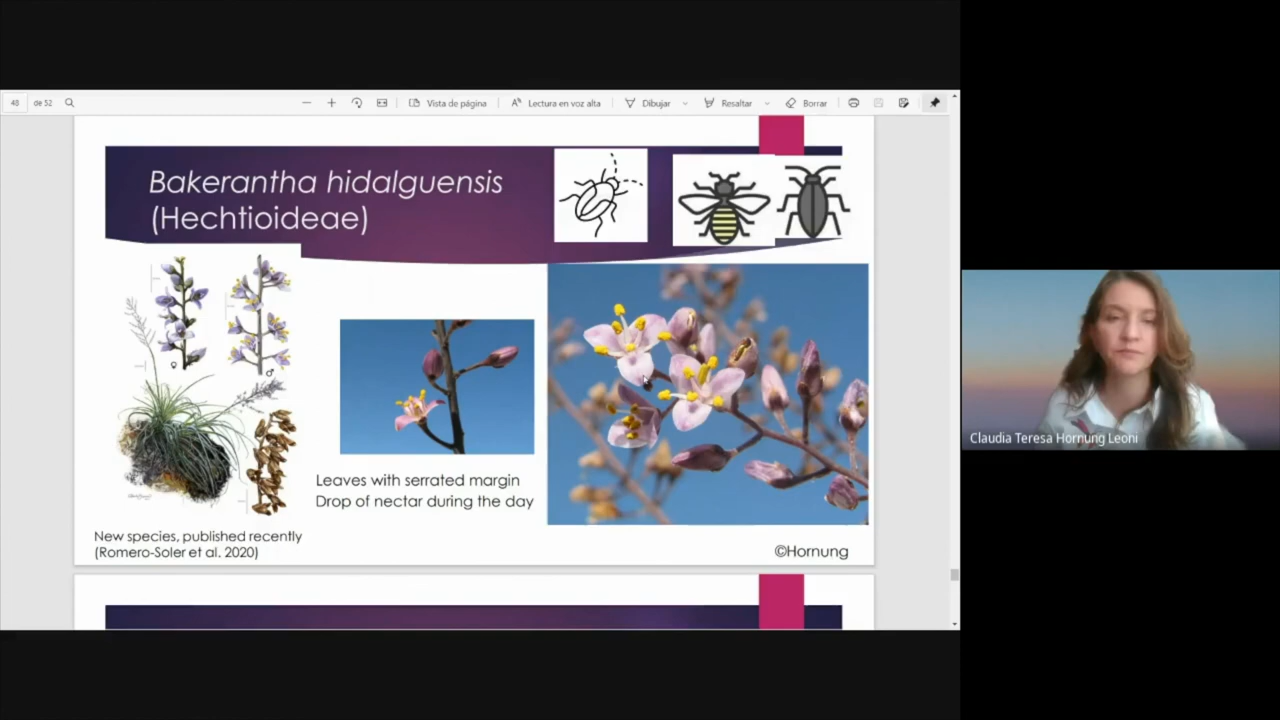 48 de 52
Vista de página
Lectura en voz alta
Dibujar
Resaltar
Borrar
Bakerantha hidalguensis
(Hechtioideae)
Leaves with serrated margin
Drop of nectar during the day
New species, published recently
(Romero-Soler et al. 2020)
©Hornung
Claudia Teresa Hornung Leoni